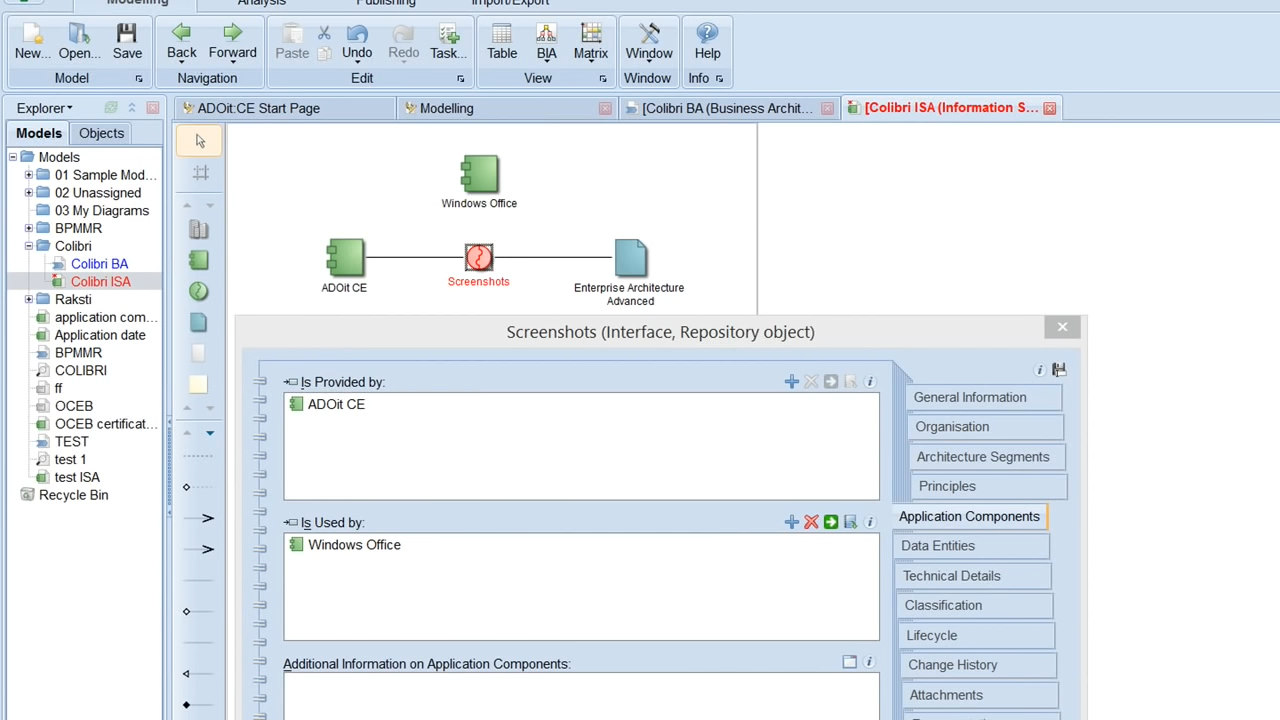 Modelling Analysis Publishing Import/Export
New... Open... Save Back Forward Paste Undo Redo Task... Table BIA Matrix Window Help
Model Navigation Edit View Window Info
Explorer ADOit:CE Start Page Modelling [Colibri BA (Business Archit... [Colibri ISA (Information S...
Models Objects
Models
01 Sample Mod...
02 Unassigned
03 My Diagrams
BPMMR
Colibri
Colibri BA
Colibri ISA
Raksti
application com...
Application date
BPMMR
COLIBRI
ff
OCEB
OCEB certificat...
TEST
test 1
test ISA
Recycle Bin
Windows Office
ADOit CE
Screenshots
Enterprise Architecture
Advanced
Screenshots (Interface, Repository object)
Is Provided by:
ADOit CE
Is Used by:
Windows Office
Additional Information on Application Components:
General Information
Organisation
Architecture Segments
Principles
Application Components
Data Entities
Technical Details
Classification
Lifecycle
Change History
Attachments